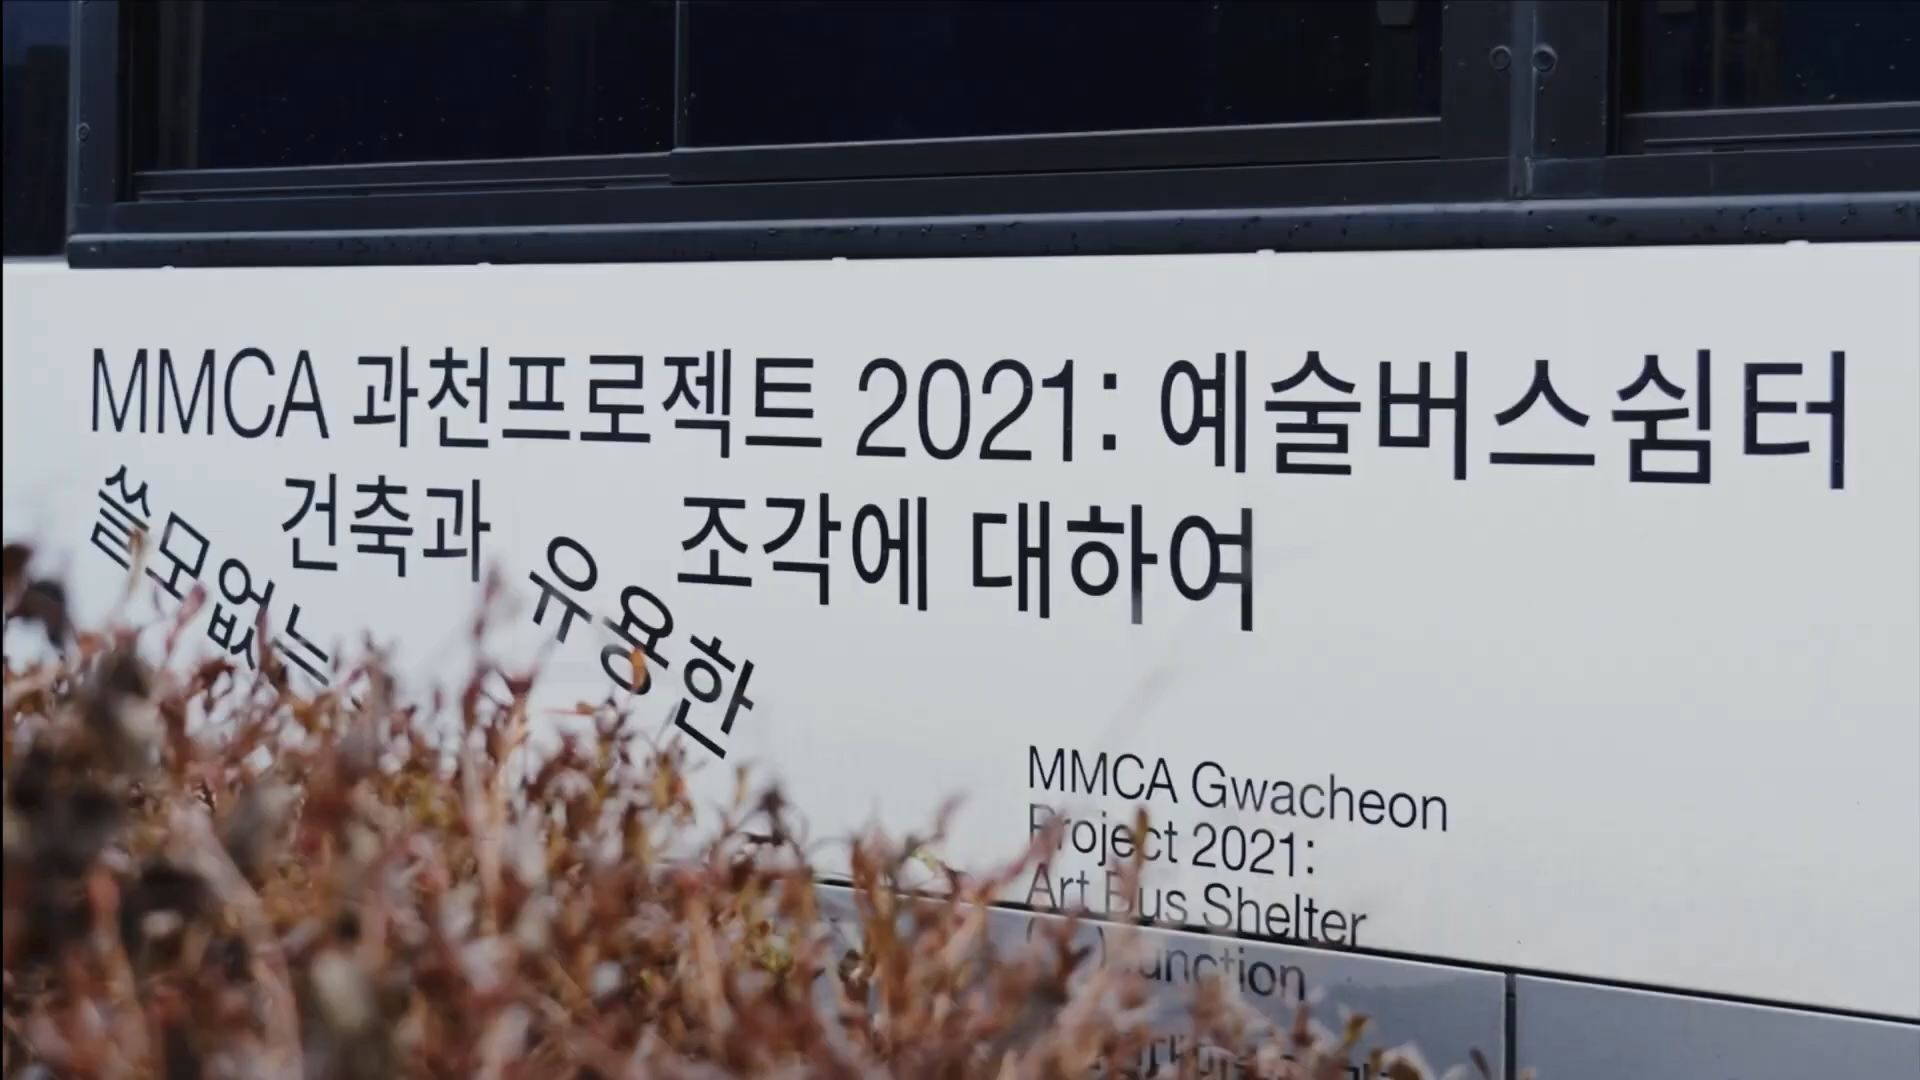 MMCA 과천프로젝트 2021: 예술버스쉼터
쓸모없는 건축과 유용한 조각에 대하여
MMCA Gwacheon
Project 2021:
Art Bus Shelter